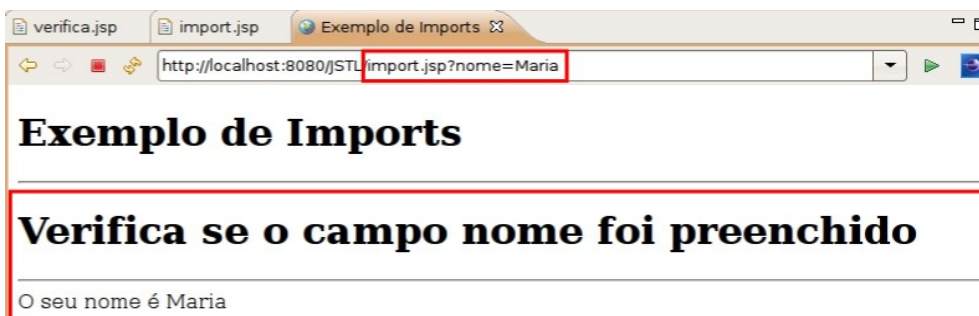 verifica.jsp import.jsp Exemplo de Imports
http://localhost:8080/JSTL/import.jsp?nome=Maria
Exemplo de Imports
Verifica se o campo nome foi preenchido
O seu nome é Maria